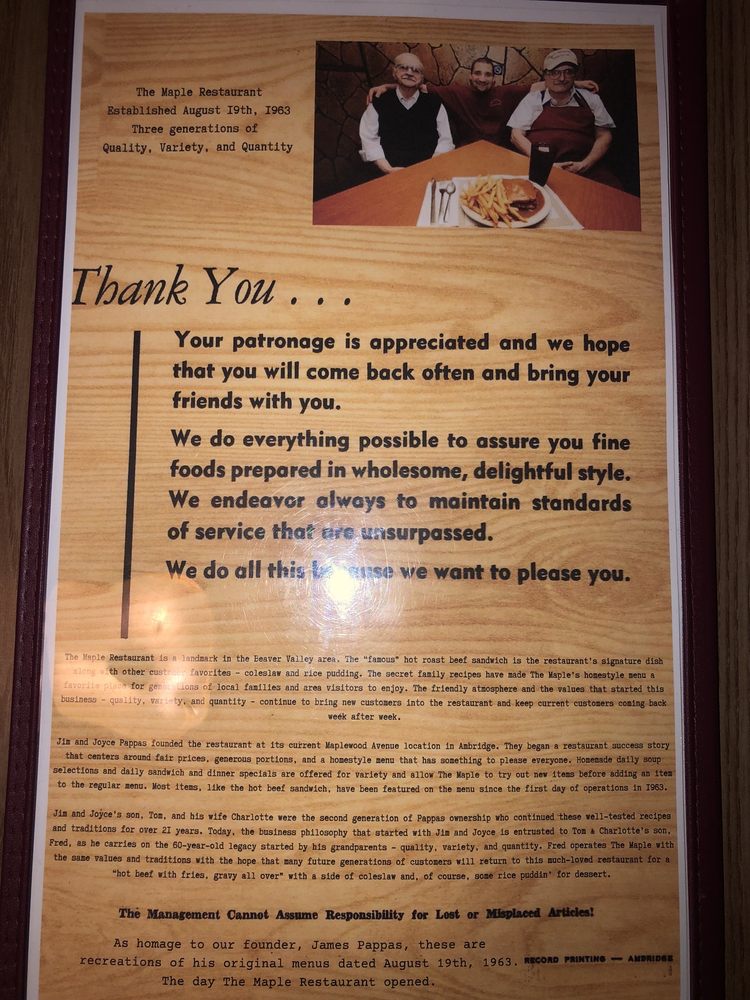 The Maple Restaurant
Established August 19th, 1963
Three generations of
Quality, Variety, and Quantity
Thank You . . .
Your patronage is appreciated and we hope
that you will come back often and bring your
friends with you.
We do everything possible to assure you fine
foods prepared in wholesome, delightful style.
We endeavor always to maintain standards
of service that are unsurpassed.
We do all this because we want to please you.
The Maple Restaurant is a landmark in the Beaver Valley area. The "famous" hot roast beef sandwich is the restaurant's signature dish
along with other customer favorites - coleslaw and rice pudding. The secret family recipes have made The Maple's homestyle menu a
favorite place for generations of local families and area visitors to enjoy. The friendly atmosphere and the values that started this
business - quality, variety, and quantity - continue to bring new customers into the restaurant and keep current customers coming back
week after week.
Jim and Joyce Pappas founded the restaurant at its current Maplewood Avenue location in Ambridge. They began a restaurant success story
that centers around fair prices, generous portions, and a homestyle menu that has something to please everyone. Homemade daily soup
selections and daily sandwich and dinner specials are offered for variety and allow The Maple to try out new items before adding an item
to the regular menu. Most items, like the hot beef sandwich, have been featured on the menu since the first day of operations in 1963.
Jim and Joyce's son, Tom, and his wife Charlotte were the second generation of Pappas ownership who continued these well-tested recipes
and traditions for over 21 years. Today, the business philosophy that started with Jim and Joyce is entrusted to Tom & Charlotte's son,
Fred, as he carries on the 60-year-old legacy started by his grandparents - quality, variety, and quantity. Fred operates The Maple with
the same values and traditions with the hope that many future generations of customers will return to this much-loved restaurant for a
"hot beef with fries, gravy all over" with a side of coleslaw and, of course, some rice puddin' for dessert.
The Management Cannot Assume Responsibility for Lost or Misplaced Articles!
As homage to our founder, James Pappas, these are
recreations of his original menus dated August 19th, 1963. RECORD PRINTING — AMBRIDGE
The day The Maple Restaurant opened.